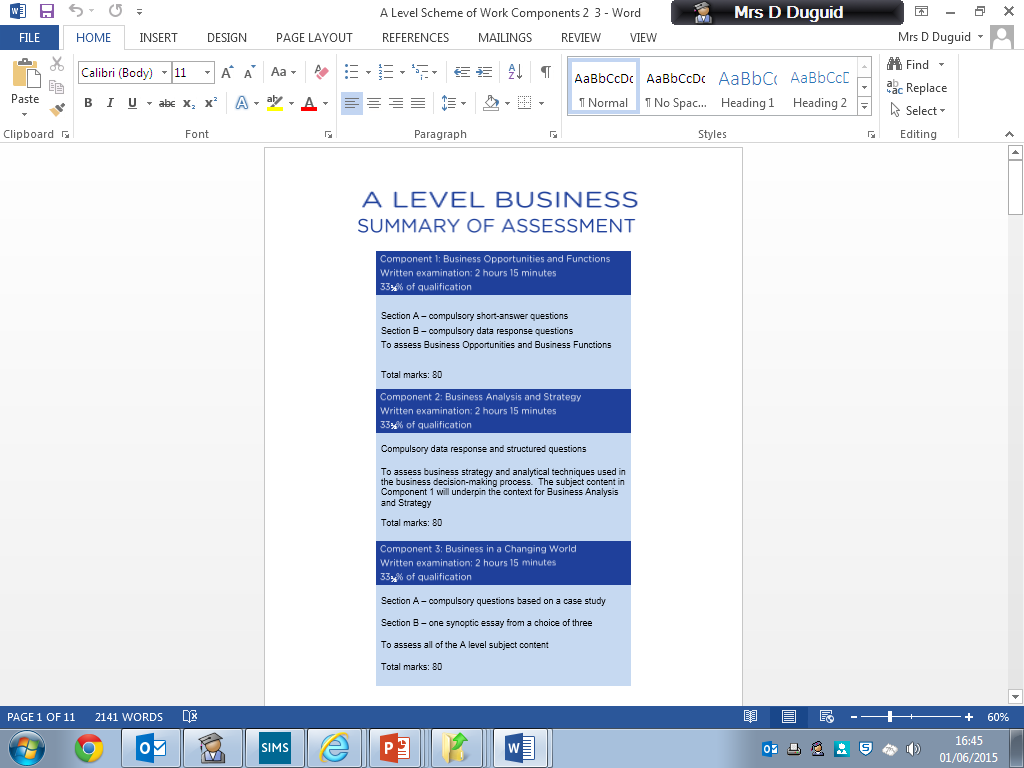 A Level Scheme of Work Components 2  3 - Word
Mrs D Duguid
FILE HOME INSERT DESIGN PAGE LAYOUT REFERENCES MAILINGS REVIEW VIEW
Mrs D Duguid
Paste
Calibri (Body) 11
AaBbCcDc AaBbCcDc AaBbCc AaBbCcD
¶ Normal ¶ No Spac... Heading 1 Heading 2
Find
Replace
Select
Clipboard Font Paragraph Styles Editing
A LEVEL BUSINESS
SUMMARY OF ASSESSMENT
Component 1: Business Opportunities and Functions
Written examination: 2 hours 15 minutes
33⅓% of qualification
Section A – compulsory short-answer questions
Section B – compulsory data response questions
To assess Business Opportunities and Business Functions
Total marks: 80
Component 2: Business Analysis and Strategy
Written examination: 2 hours 15 minutes
33⅓% of qualification
Compulsory data response and structured questions
To assess business strategy and analytical techniques used in
the business decision-making process.  The subject content in
Component 1 will underpin the context for Business Analysis
and Strategy
Total marks: 80
Component 3: Business in a Changing World
Written examination: 2 hours 15 minutes
33⅓% of qualification
Section A – compulsory questions based on a case study
Section B – one synoptic essay from a choice of three
To assess all of the A level subject content
Total marks: 80
PAGE 1 OF 11 2141 WORDS 60%
SIMS
16:45
01/06/2015